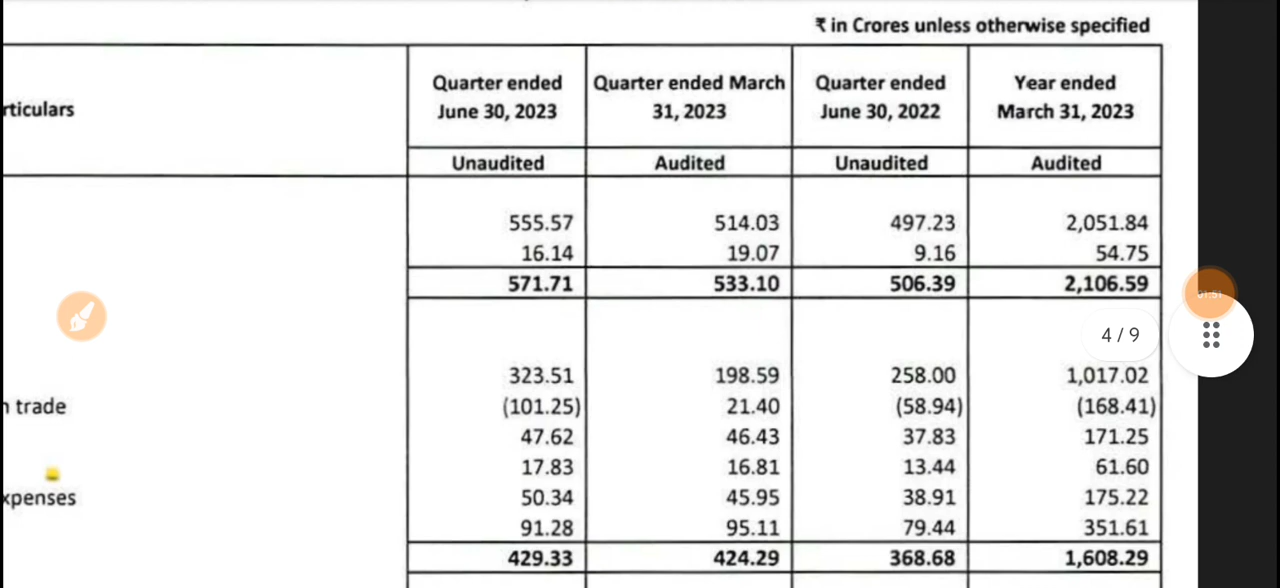 ₹ in Crores unless otherwise specified
rticulars
Quarter ended June 30, 2023
Quarter ended March 31, 2023
Quarter ended June 30, 2022
Year ended March 31, 2023
Unaudited Audited Unaudited Audited
555.57 514.03 497.23 2,051.84
16.14 19.07 9.16 54.75
571.71 533.10 506.39 2,106.59
01:51
4 / 9
323.51 198.59 258.00 1,017.02
trade (101.25) 21.40 (58.94) (168.41)
47.62 46.43 37.83 171.25
17.83 16.81 13.44 61.60
xpenses 50.34 45.95 38.91 175.22
91.28 95.11 79.44 351.61
429.33 424.29 368.68 1,608.29